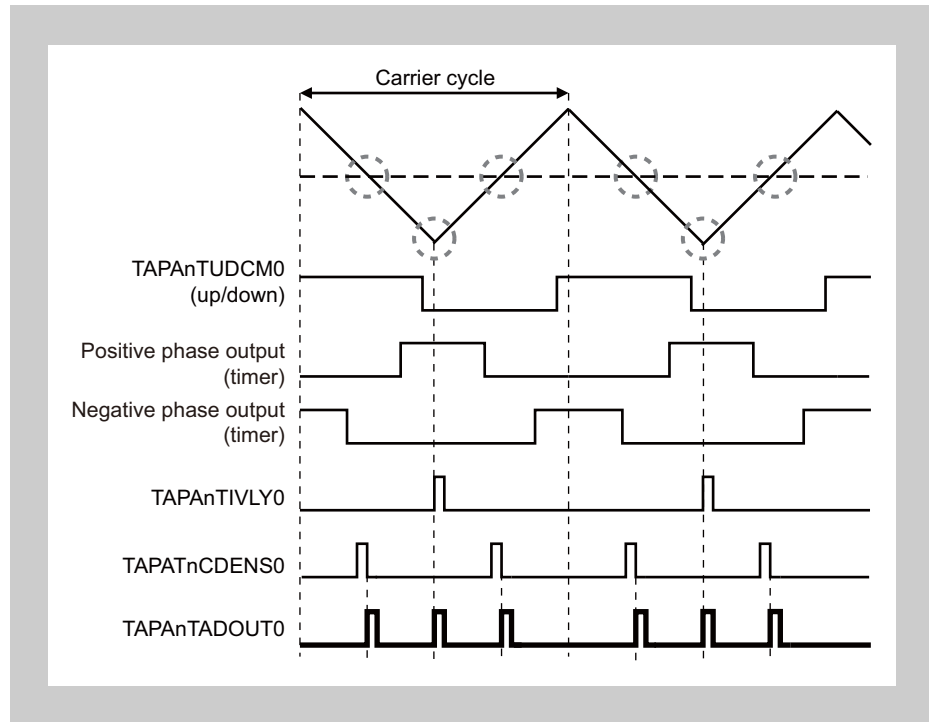 Carrier cycle
TAPAnTUDCM0
(up/down)
Positive phase output
(timer)
Negative phase output
(timer)
TAPAnTIVLY0
TAPATnCDENS0
TAPAnTADOUT0